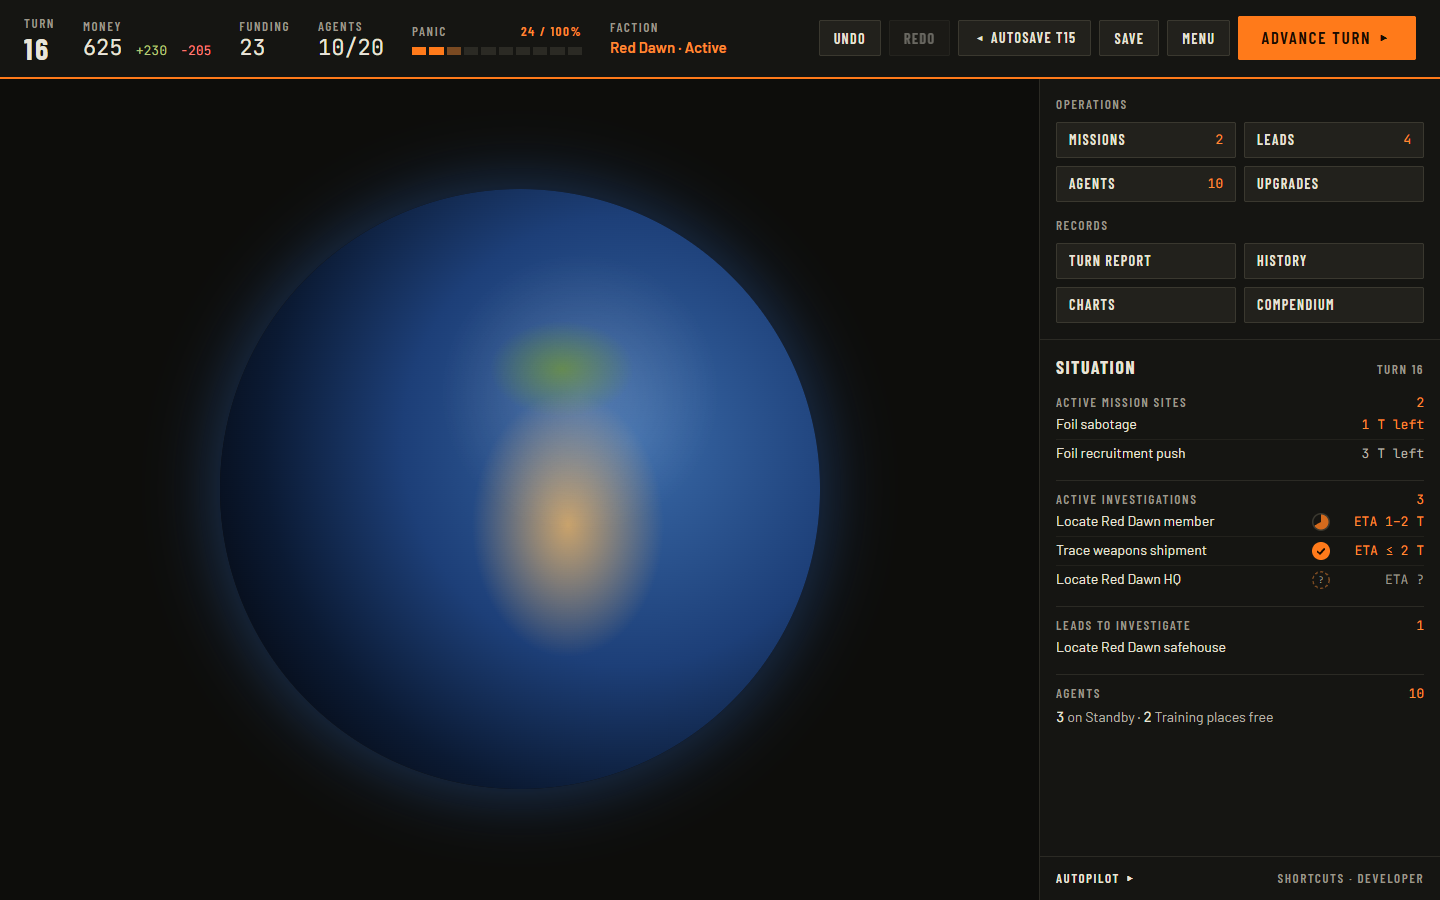 TURN
16
MONEY
625 +230 -205
FUNDING
23
AGENTS
10/20
PANIC 24 / 100%
FACTION
Red Dawn · Active
UNDO
REDO
◄ AUTOSAVE T15
SAVE
MENU
ADVANCE TURN ►
OPERATIONS
MISSIONS 2
LEADS 4
AGENTS 10
UPGRADES
RECORDS
TURN REPORT
HISTORY
CHARTS
COMPENDIUM
SITUATION TURN 16
ACTIVE MISSION SITES 2
Foil sabotage 1 T left
Foil recruitment push 3 T left
ACTIVE INVESTIGATIONS 3
Locate Red Dawn member ETA 1–2 T
Trace weapons shipment ETA ≤ 2 T
Locate Red Dawn HQ ? ETA ?
LEADS TO INVESTIGATE 1
Locate Red Dawn safehouse
AGENTS 10
3 on Standby · 2 Training places free
AUTOPILOT ► SHORTCUTS · DEVELOPER